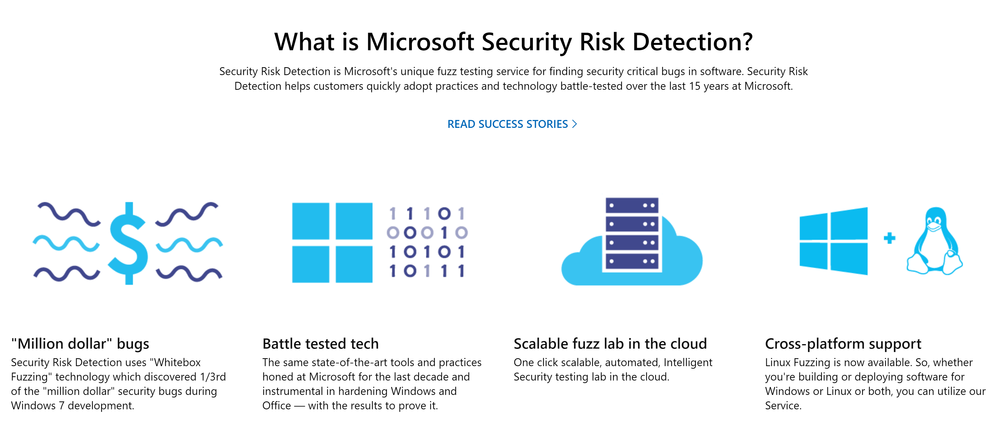 What is Microsoft Security Risk Detection?
Security Risk Detection is Microsoft's unique fuzz testing service for finding security critical bugs in software. Security Risk
Detection helps customers quickly adopt practices and technology battle-tested over the last 15 years at Microsoft.
READ SUCCESS STORIES >
1 1 1 0 1
0 0 0 1 0
1 0 1 0 1
1 0 1 1 1
"Million dollar" bugs
Security Risk Detection uses "Whitebox
Fuzzing" technology which discovered 1/3rd
of the "million dollar" security bugs during
Windows 7 development.
Battle tested tech
The same state-of-the-art tools and practices
honed at Microsoft for the last decade and
instrumental in hardening Windows and
Office — with the results to prove it.
Scalable fuzz lab in the cloud
One click scalable, automated, Intelligent
Security testing lab in the cloud.
Cross-platform support
Linux Fuzzing is now available. So, whether
you're building or deploying software for
Windows or Linux or both, you can utilize our
Service.